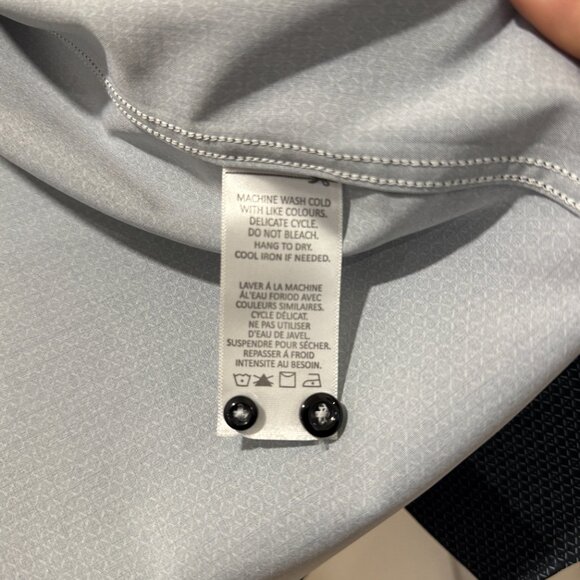 MACHINE WASH COLD
WITH LIKE COLOURS.
DELICATE CYCLE.
DO NOT BLEACH.
HANG TO DRY.
COOL IRON IF NEEDED.
LAVER Á LA MACHINE
ÁL'EAU FORIOD AVEC
COULEURS SIMILAIRES.
CYCLE DÉLICAT.
NE PAS UTILISER
D'EAU DE JAVEL.
SUSPENDRE POUR SÉCHER.
REPASSER Á FROID
INTENSITE AU BESOIN.